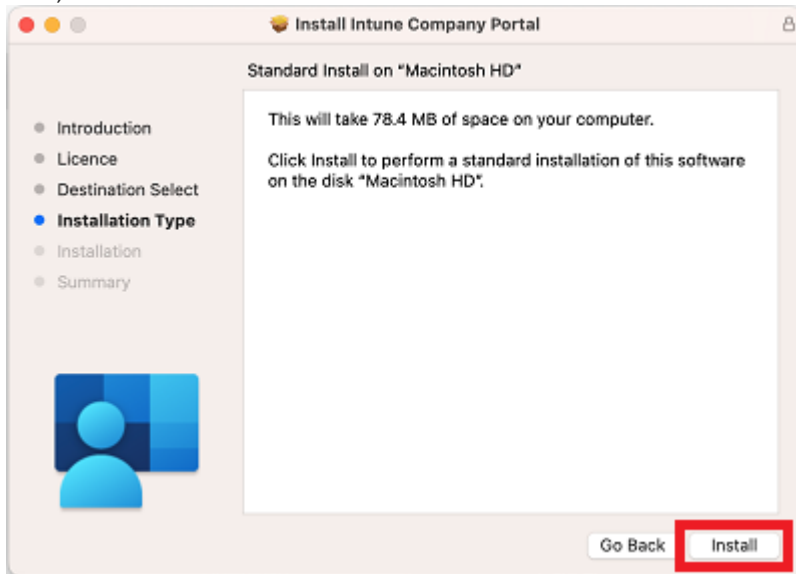 Install Intune Company Portal
Standard Install on “Macintosh HD”
Introduction
Licence
Destination Select
Installation Type
Installation
Summary
This will take 78.4 MB of space on your computer.
Click Install to perform a standard installation of this software
on the disk “Macintosh HD”.
Go Back
Install